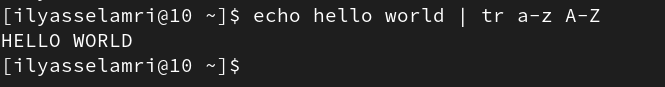 [ilyasselamri@10 ~]$ echo hello world | tr a-z A-Z
HELLO WORLD
[ilyasselamri@10 ~]$